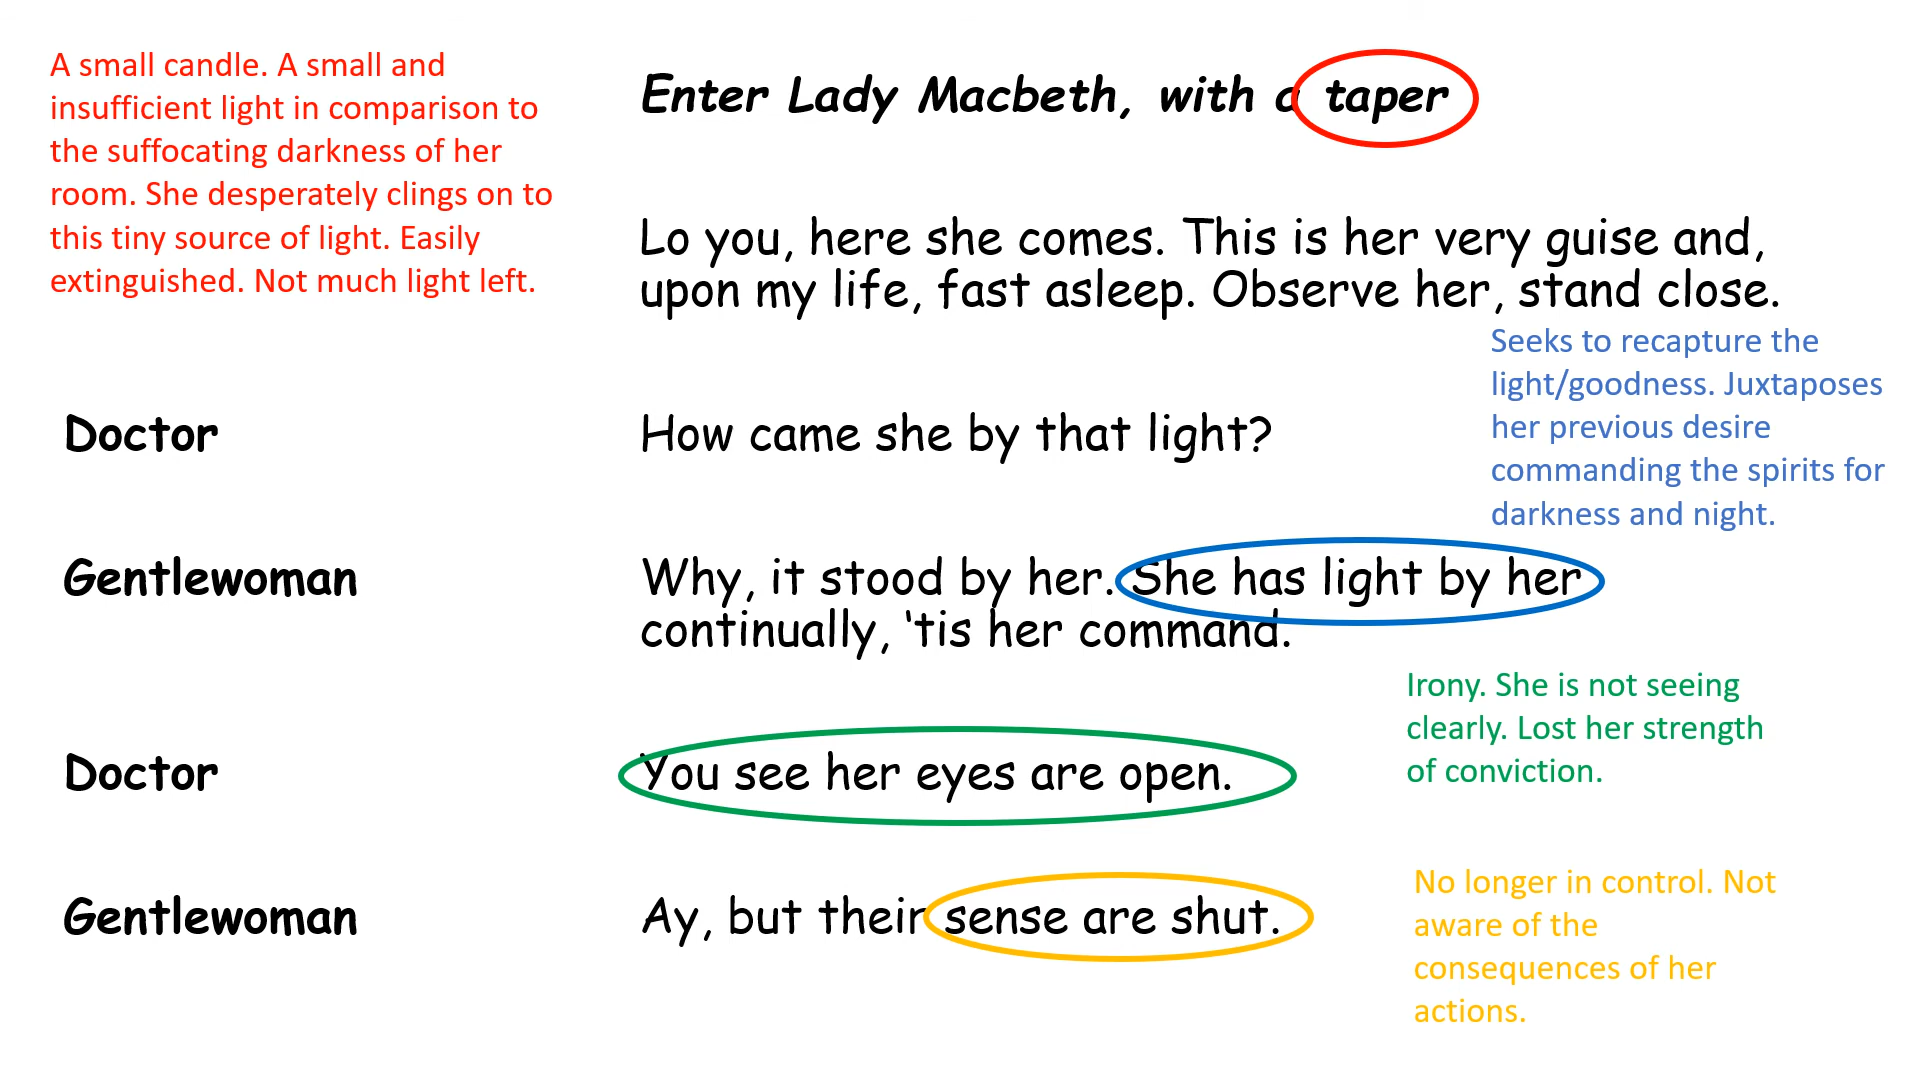 A small candle. A small and
insufficient light in comparison to
the suffocating darkness of her
room. She desperately clings on to
this tiny source of light. Easily
extinguished. Not much light left.
Enter Lady Macbeth, with a taper
Lo you, here she comes. This is her very guise and,
upon my life, fast asleep. Observe her, stand close.
Seeks to recapture the
light/goodness. Juxtaposes
her previous desire
commanding the spirits for
darkness and night.
Doctor
How came she by that light?
Gentlewoman
Why, it stood by her. She has light by her
continually, ‘tis her command.
Irony. She is not seeing
clearly. Lost her strength
of conviction.
Doctor
You see her eyes are open.
Gentlewoman
Ay, but their sense are shut.
No longer in control. Not
aware of the
consequences of her
actions.